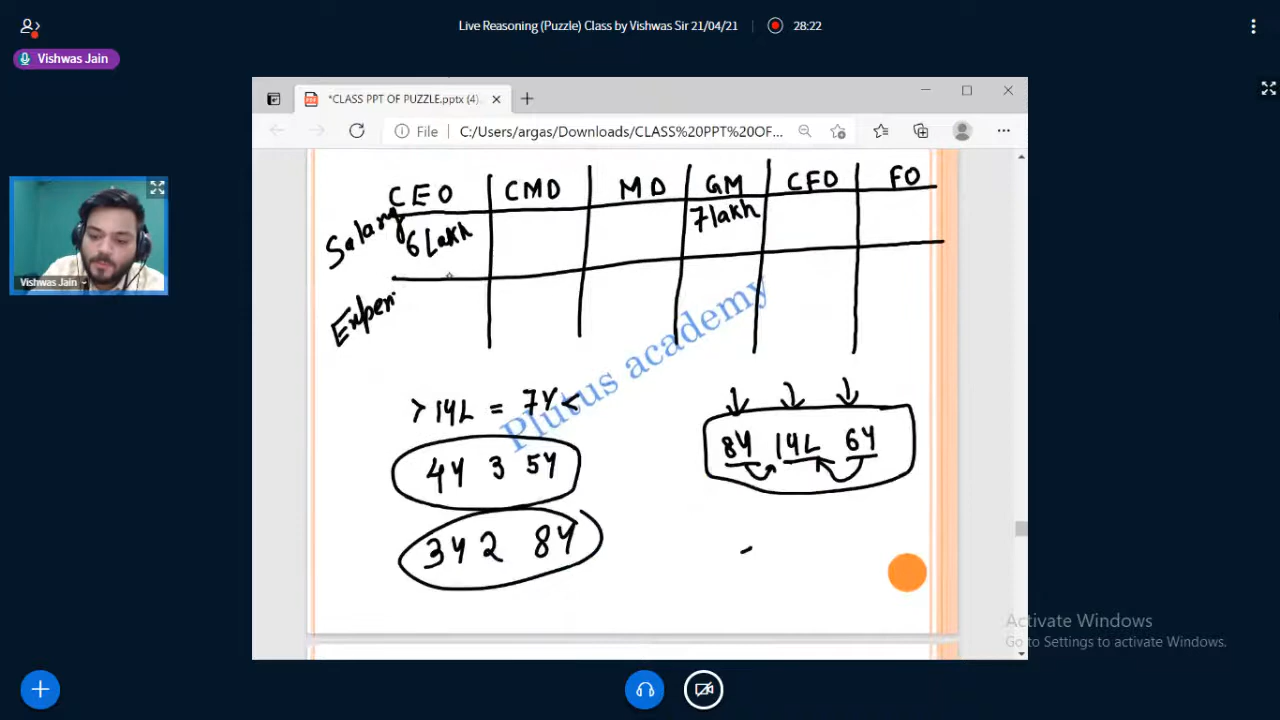 Live Reasoning (Puzzle) Class by Vishwas Sir 21/04/21
28:22
Vishwas Jain
*CLASS PPT OF PUZZLE.pptx (4)
File C:/Users/argas/Downloads/CLASS%20PPT%20OF...
CEO CMD MD GM CFO FO
Salary 6 Lakh 7 lakh
Experi
Plutus academy
> 14L = 7Y <
4Y 3 5Y
3Y 2 8Y
8Y 14L 6Y
Vishwas Jain
Activate Windows
Go to Settings to activate Windows.